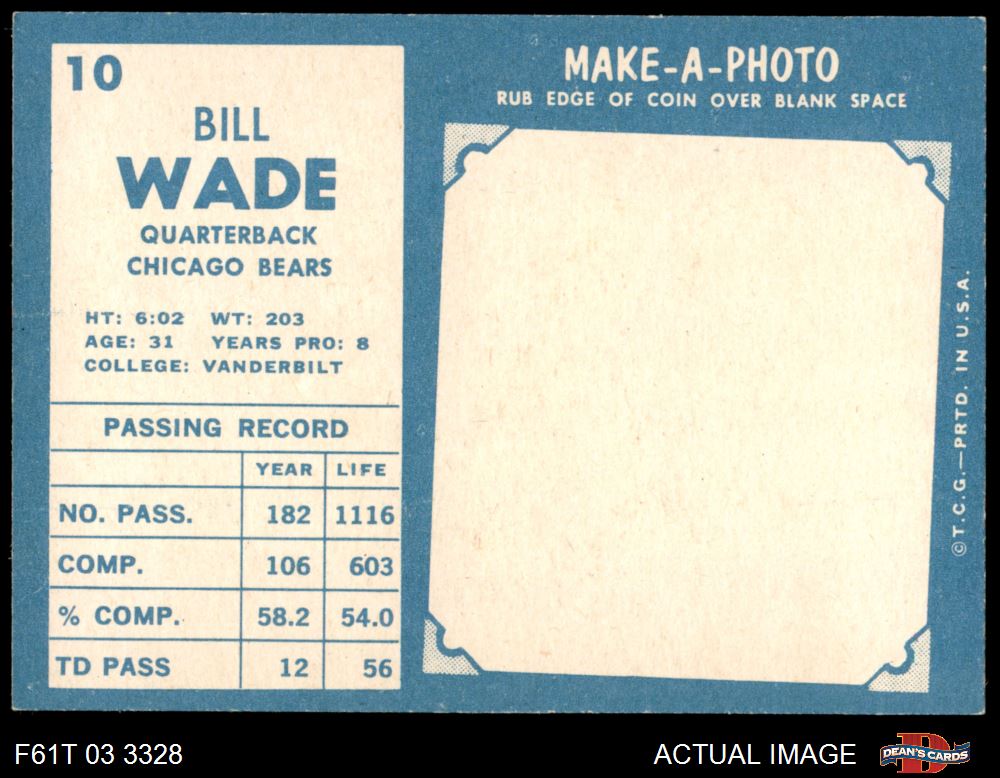 10
BILL
WADE
QUARTERBACK
CHICAGO BEARS
HT: 6:02 WT: 203
AGE: 31 YEARS PRO: 8
COLLEGE: VANDERBILT
PASSING RECORD
YEAR LIFE
NO. PASS. 182 1116
COMP. 106 603
% COMP. 58.2 54.0
TD PASS 12 56
MAKE-A-PHOTO
RUB EDGE OF COIN OVER BLANK SPACE
© T.C.G.—PRTD. IN U.S.A.
F61T 03 3328
ACTUAL IMAGE
D
DEAN'S CARDS